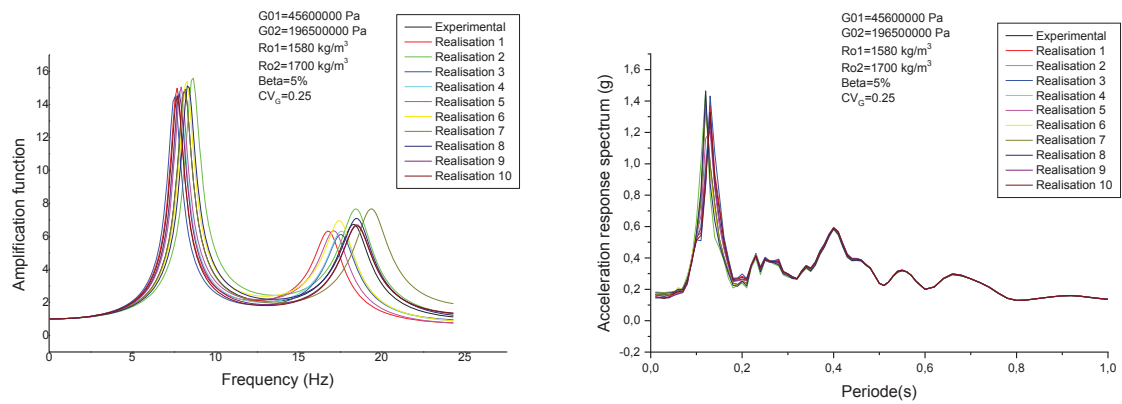 G01=45600000 Pa
G02=196500000 Pa
Ro1=1580 kg/m³
Ro2=1700 kg/m³
Beta=5%
CV_G=0.25
Experimental
Realisation 1
Realisation 2
Realisation 3
Realisation 4
Realisation 5
Realisation 6
Realisation 7
Realisation 8
Realisation 9
Realisation 10
Amplification function
16
14
12
10
8
6
4
2
0
0 5 10 15 20 25
Frequency (Hz)
G01=45600000 Pa
G02=196500000 Pa
Ro1=1580 kg/m³
Ro2=1700 kg/m³
Beta=5%
CV_G=0.25
Experimental
Realisation 1
Realisation 2
Realisation 3
Realisation 4
Realisation 5
Realisation 6
Realisation 7
Realisation 8
Realisation 9
Realisation 10
Acceleration response spectrum (g)
1,6
1,4
1,2
1,0
0,8
0,6
0,4
0,2
0,0
-0,2
0,0 0,2 0,4 0,6 0,8 1,0
Periode(s)